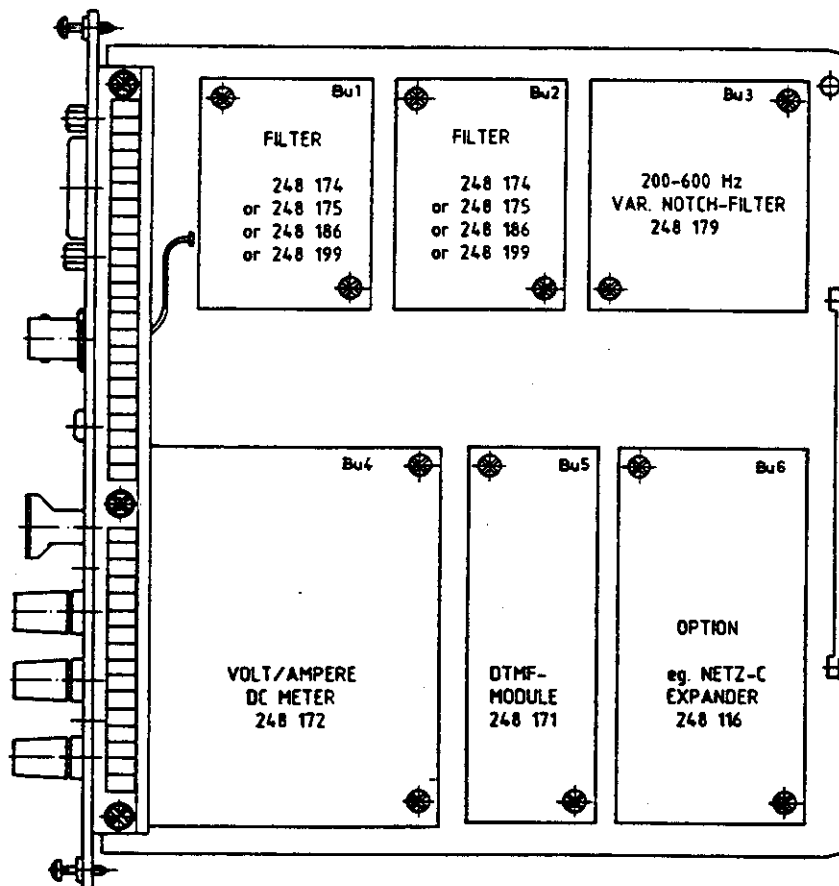 Bu1
FILTER
248 174
or 248 175
or 248 186
or 248 199
Bu2
FILTER
248 174
or 248 175
or 248 186
or 248 199
Bu3
200-600 Hz
VAR. NOTCH-FILTER
248 179
Bu4
VOLT/AMPERE
DC METER
248 172
Bu5
DTMF-
MODULE
248 171
Bu6
OPTION
eg. NETZ-C
EXPANDER
248 116